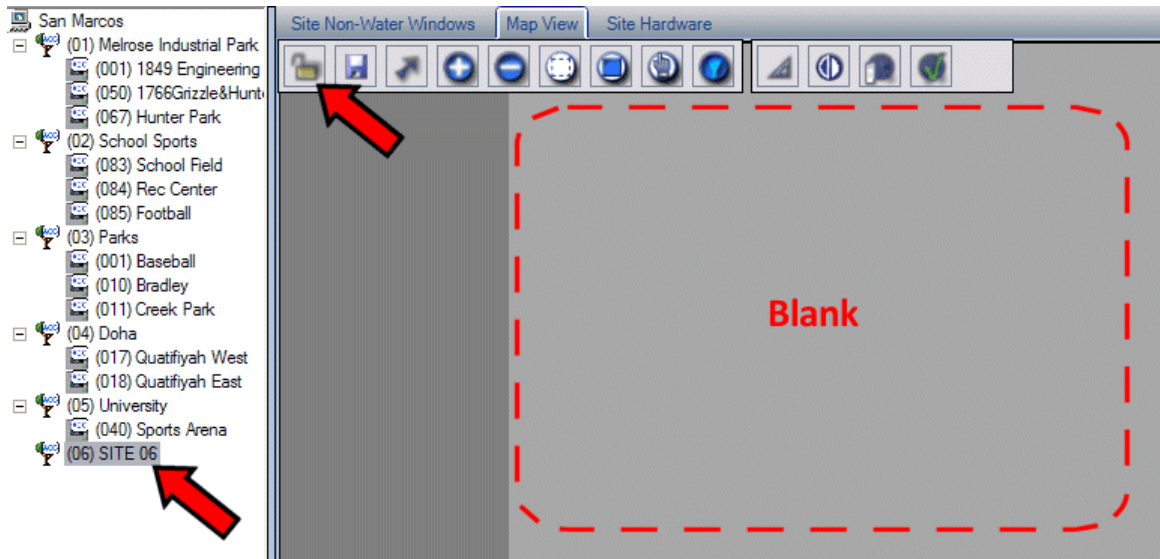 San Marcos
(01) Melrose Industrial Park
(001) 1849 Engineering
(050) 1766Grizzle&Hunt
(067) Hunter Park
(02) School Sports
(083) School Field
(084) Rec Center
(085) Football
(03) Parks
(001) Baseball
(010) Bradley
(011) Creek Park
(04) Doha
(017) Quatifiyah West
(018) Quatifiyah East
(05) University
(040) Sports Arena
(06) SITE 06
Site Non-Water Windows Map View Site Hardware
Blank